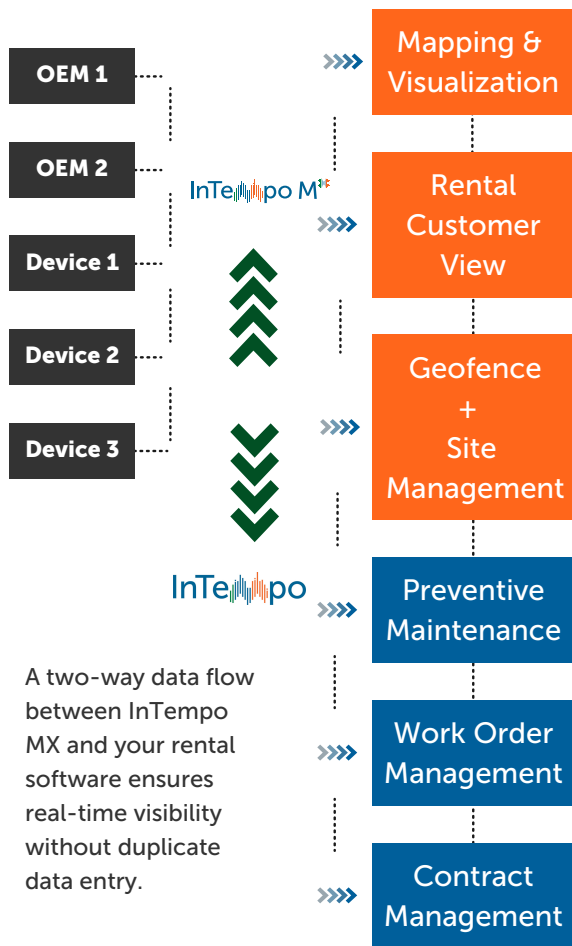 OEM 1
OEM 2
Device 1
Device 2
Device 3
InTempo M
InTempo
A two-way data flow
between InTempo
MX and your rental
software ensures
real-time visibility
without duplicate
data entry.
Mapping &
Visualization
Rental
Customer
View
Geofence
+
Site
Management
Preventive
Maintenance
Work Order
Management
Contract
Management